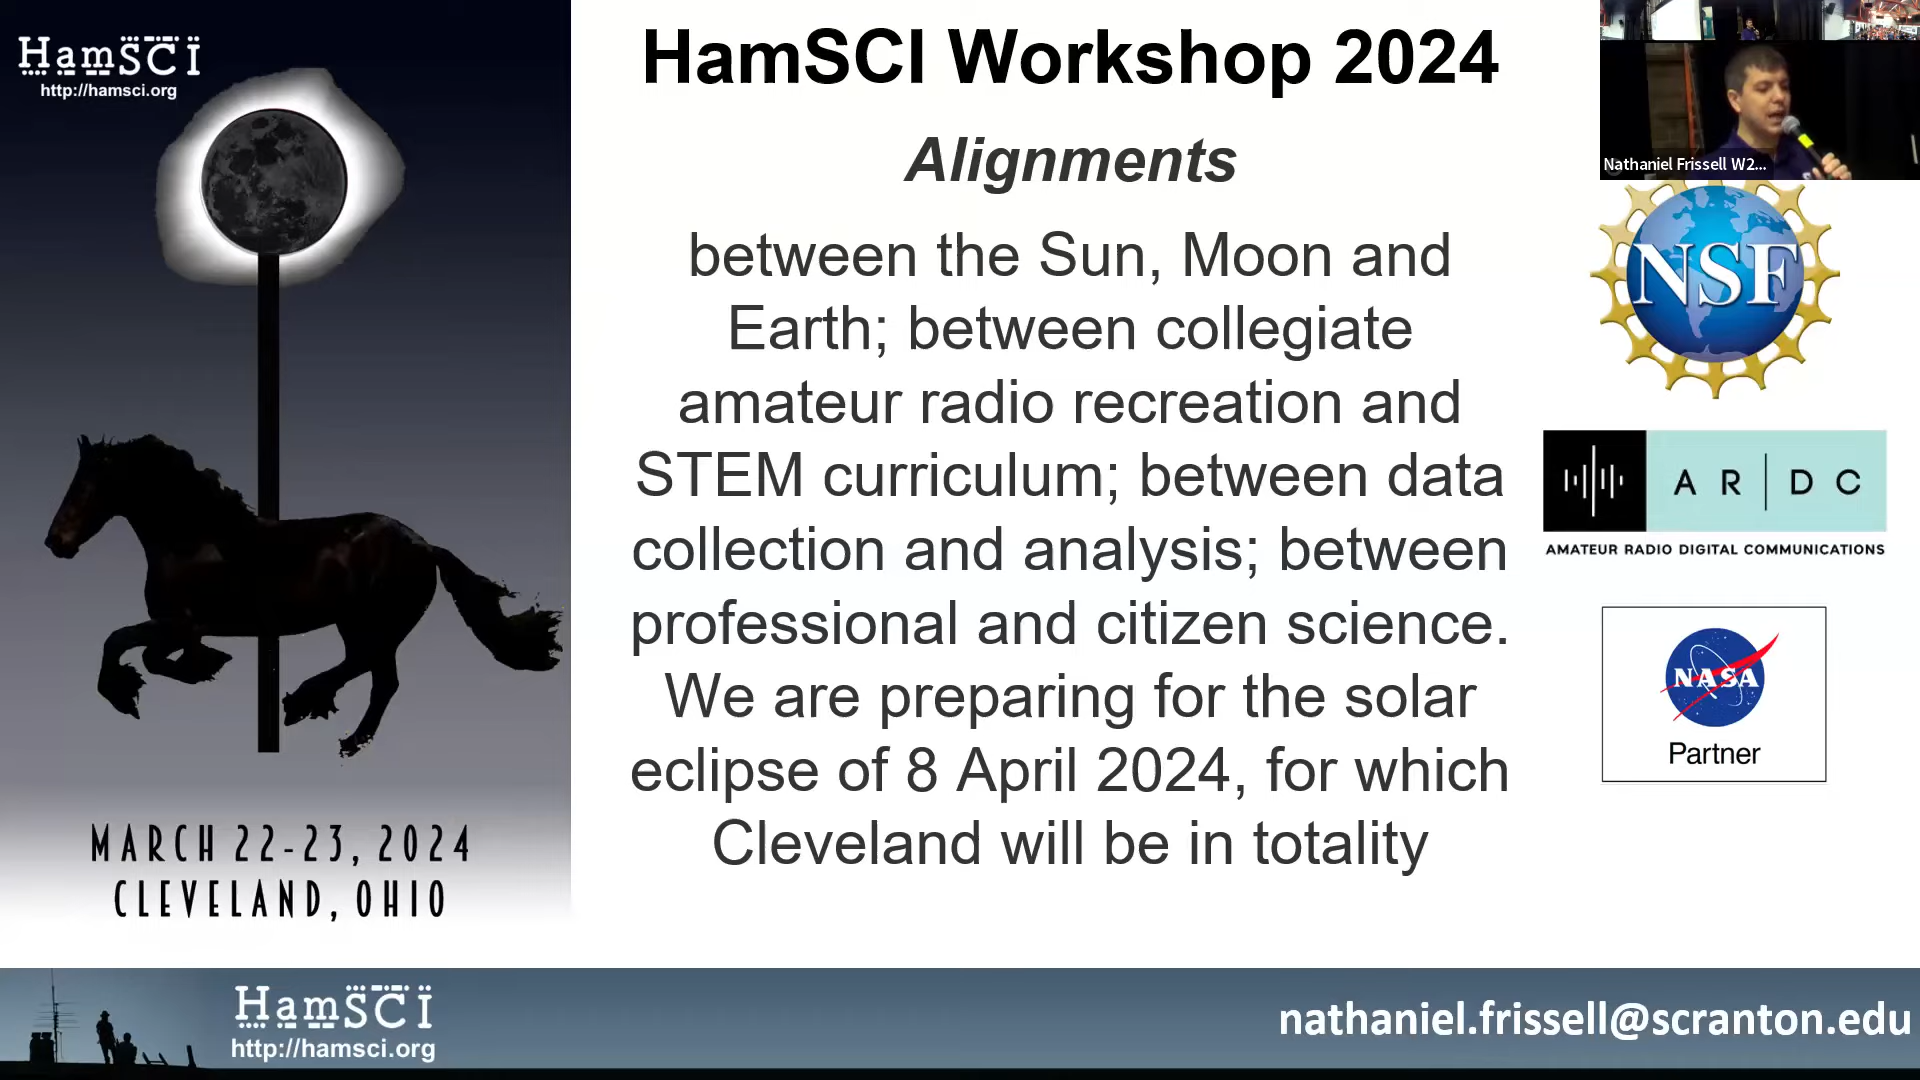 HamSCI
http://hamsci.org
MARCH 22-23, 2024
CLEVELAND, OHIO
HamSCI Workshop 2024
Alignments
between the Sun, Moon and
Earth; between collegiate
amateur radio recreation and
STEM curriculum; between data
collection and analysis; between
professional and citizen science.
We are preparing for the solar
eclipse of 8 April 2024, for which
Cleveland will be in totality
Nathaniel Frissell W2...
NSF
A R | D C
AMATEUR RADIO DIGITAL COMMUNICATIONS
NASA
Partner
HamSCI
http://hamsci.org
nathaniel.frissell@scranton.edu